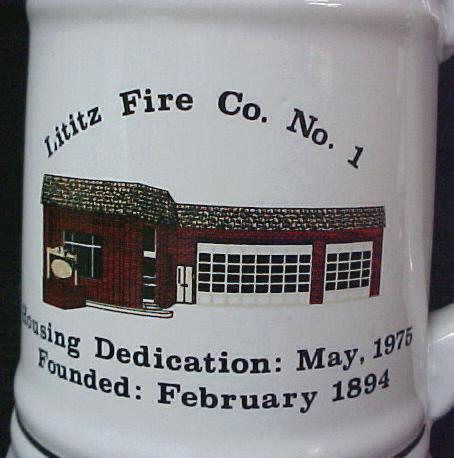 Lititz Fire Co. No. 1
Housing Dedication: May, 1975
Founded: February 1894